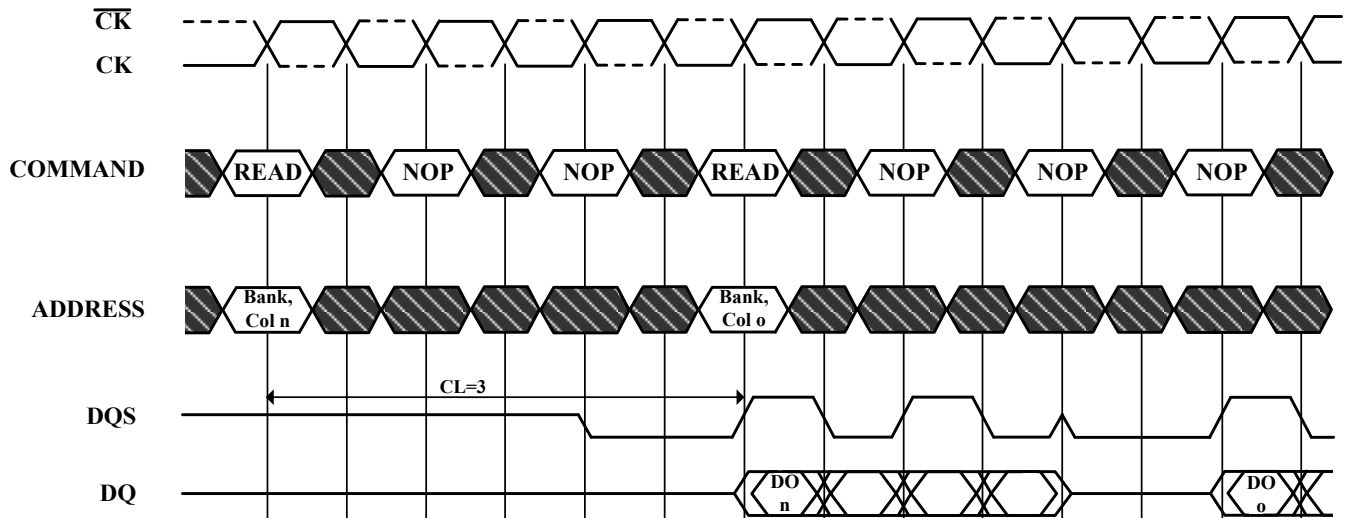 CK
CK
COMMAND READ NOP NOP READ NOP NOP NOP
ADDRESS Bank, Col n Bank, Col o
CL=3
DQS
DQ DO n DO o